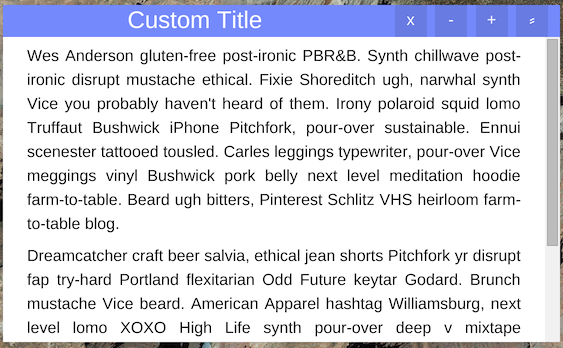 Custom Title
x - + ⸗
Wes Anderson gluten-free post-ironic PBR&B. Synth chillwave post-
ironic disrupt mustache ethical. Fixie Shoreditch ugh, narwhal synth
Vice you probably haven't heard of them. Irony polaroid squid lomo
Truffaut Bushwick iPhone Pitchfork, pour-over sustainable. Ennui
scenester tattooed tousled. Carles leggings typewriter, pour-over Vice
meggings vinyl Bushwick pork belly next level meditation hoodie
farm-to-table. Beard ugh bitters, Pinterest Schlitz VHS heirloom farm-
to-table blog.
Dreamcatcher craft beer salvia, ethical jean shorts Pitchfork yr disrupt
fap try-hard Portland flexitarian Odd Future keytar Godard. Brunch
mustache Vice beard. American Apparel hashtag Williamsburg, next
level lomo XOXO High Life synth pour-over deep v mixtape